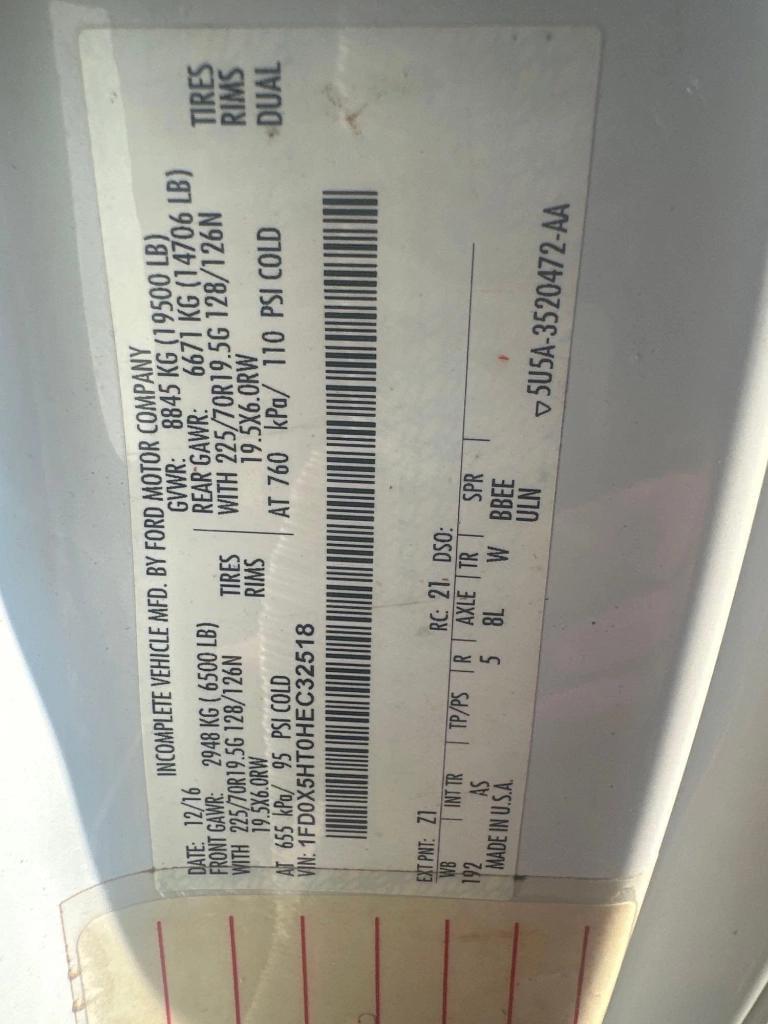 INCOMPLETE VEHICLE MFD. BY FORD MOTOR COMPANY
DATE: 12/16 GVWR: 8845 KG (19500 LB)
FRONT GAWR: 2948 KG ( 6500 LB) REAR GAWR: 6671 KG (14706 LB)
WITH 225/70R19.5G 128/126N TIRES WITH 225/70R19.5G 128/126N TIRES
19.5X6.0RW RIMS 19.5X6.0RW RIMS
AT 655 kPa/ 95 PSI COLD AT 760 kPa/ 110 PSI COLD DUAL
VIN: 1FD0X5HT0HEC32518
EXT PNT: Z1 RC: 21 DSO:
WB INT TR TP/PS R AXLE TR SPR
192 AS 5 8L W BBEE
MADE IN U.S.A. ULN
▽5U5A-3520472-AA